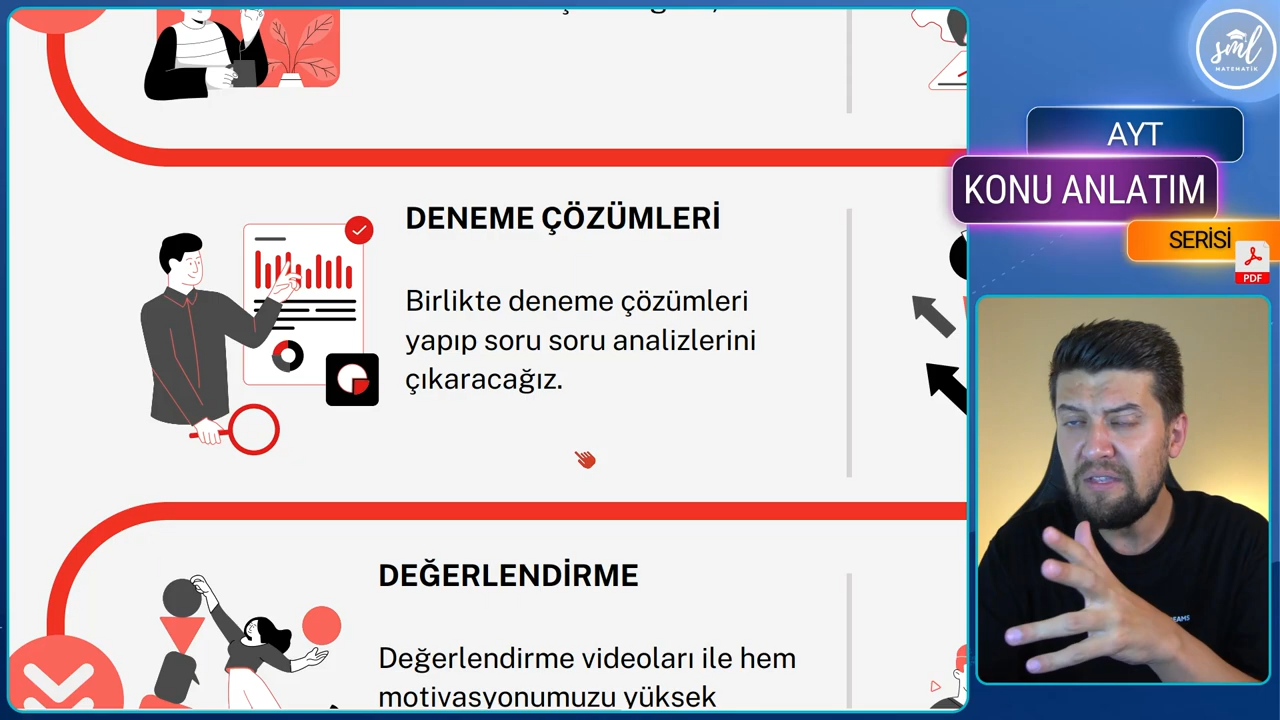 DENEME ÇÖZÜMLERİ
Birlikte deneme çözümleri
yapıp soru soru analizlerini
çıkaracağız.
DEĞERLENDİRME
Değerlendirme videoları ile hem
motivasyonumuzu yüksek
sml
MATEMATİK
AYT
KONU ANLATIM
SERİSİ
PDF